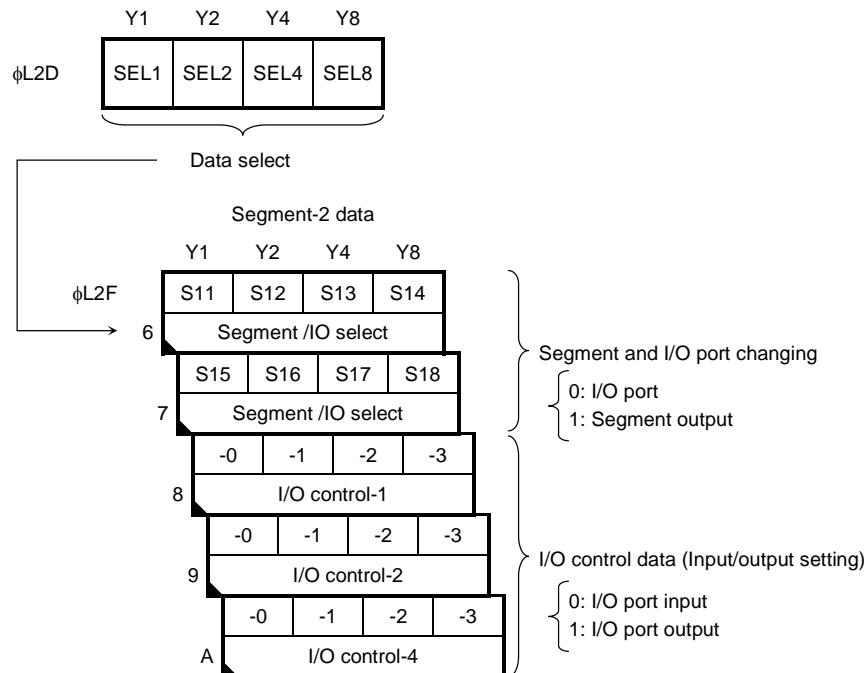 Y1 Y2 Y4 Y8
ϕL2D SEL1 SEL2 SEL4 SEL8
Data select
Segment-2 data
Y1 Y2 Y4 Y8
ϕL2F S11 S12 S13 S14
6 Segment /IO select
S15 S16 S17 S18
7 Segment /IO select
Segment and I/O port changing
0: I/O port
1: Segment output
-0 -1 -2 -3
8 I/O control-1
-0 -1 -2 -3
9 I/O control-2
-0 -1 -2 -3
A I/O control-4
I/O control data (Input/output setting)
0: I/O port input
1: I/O port output